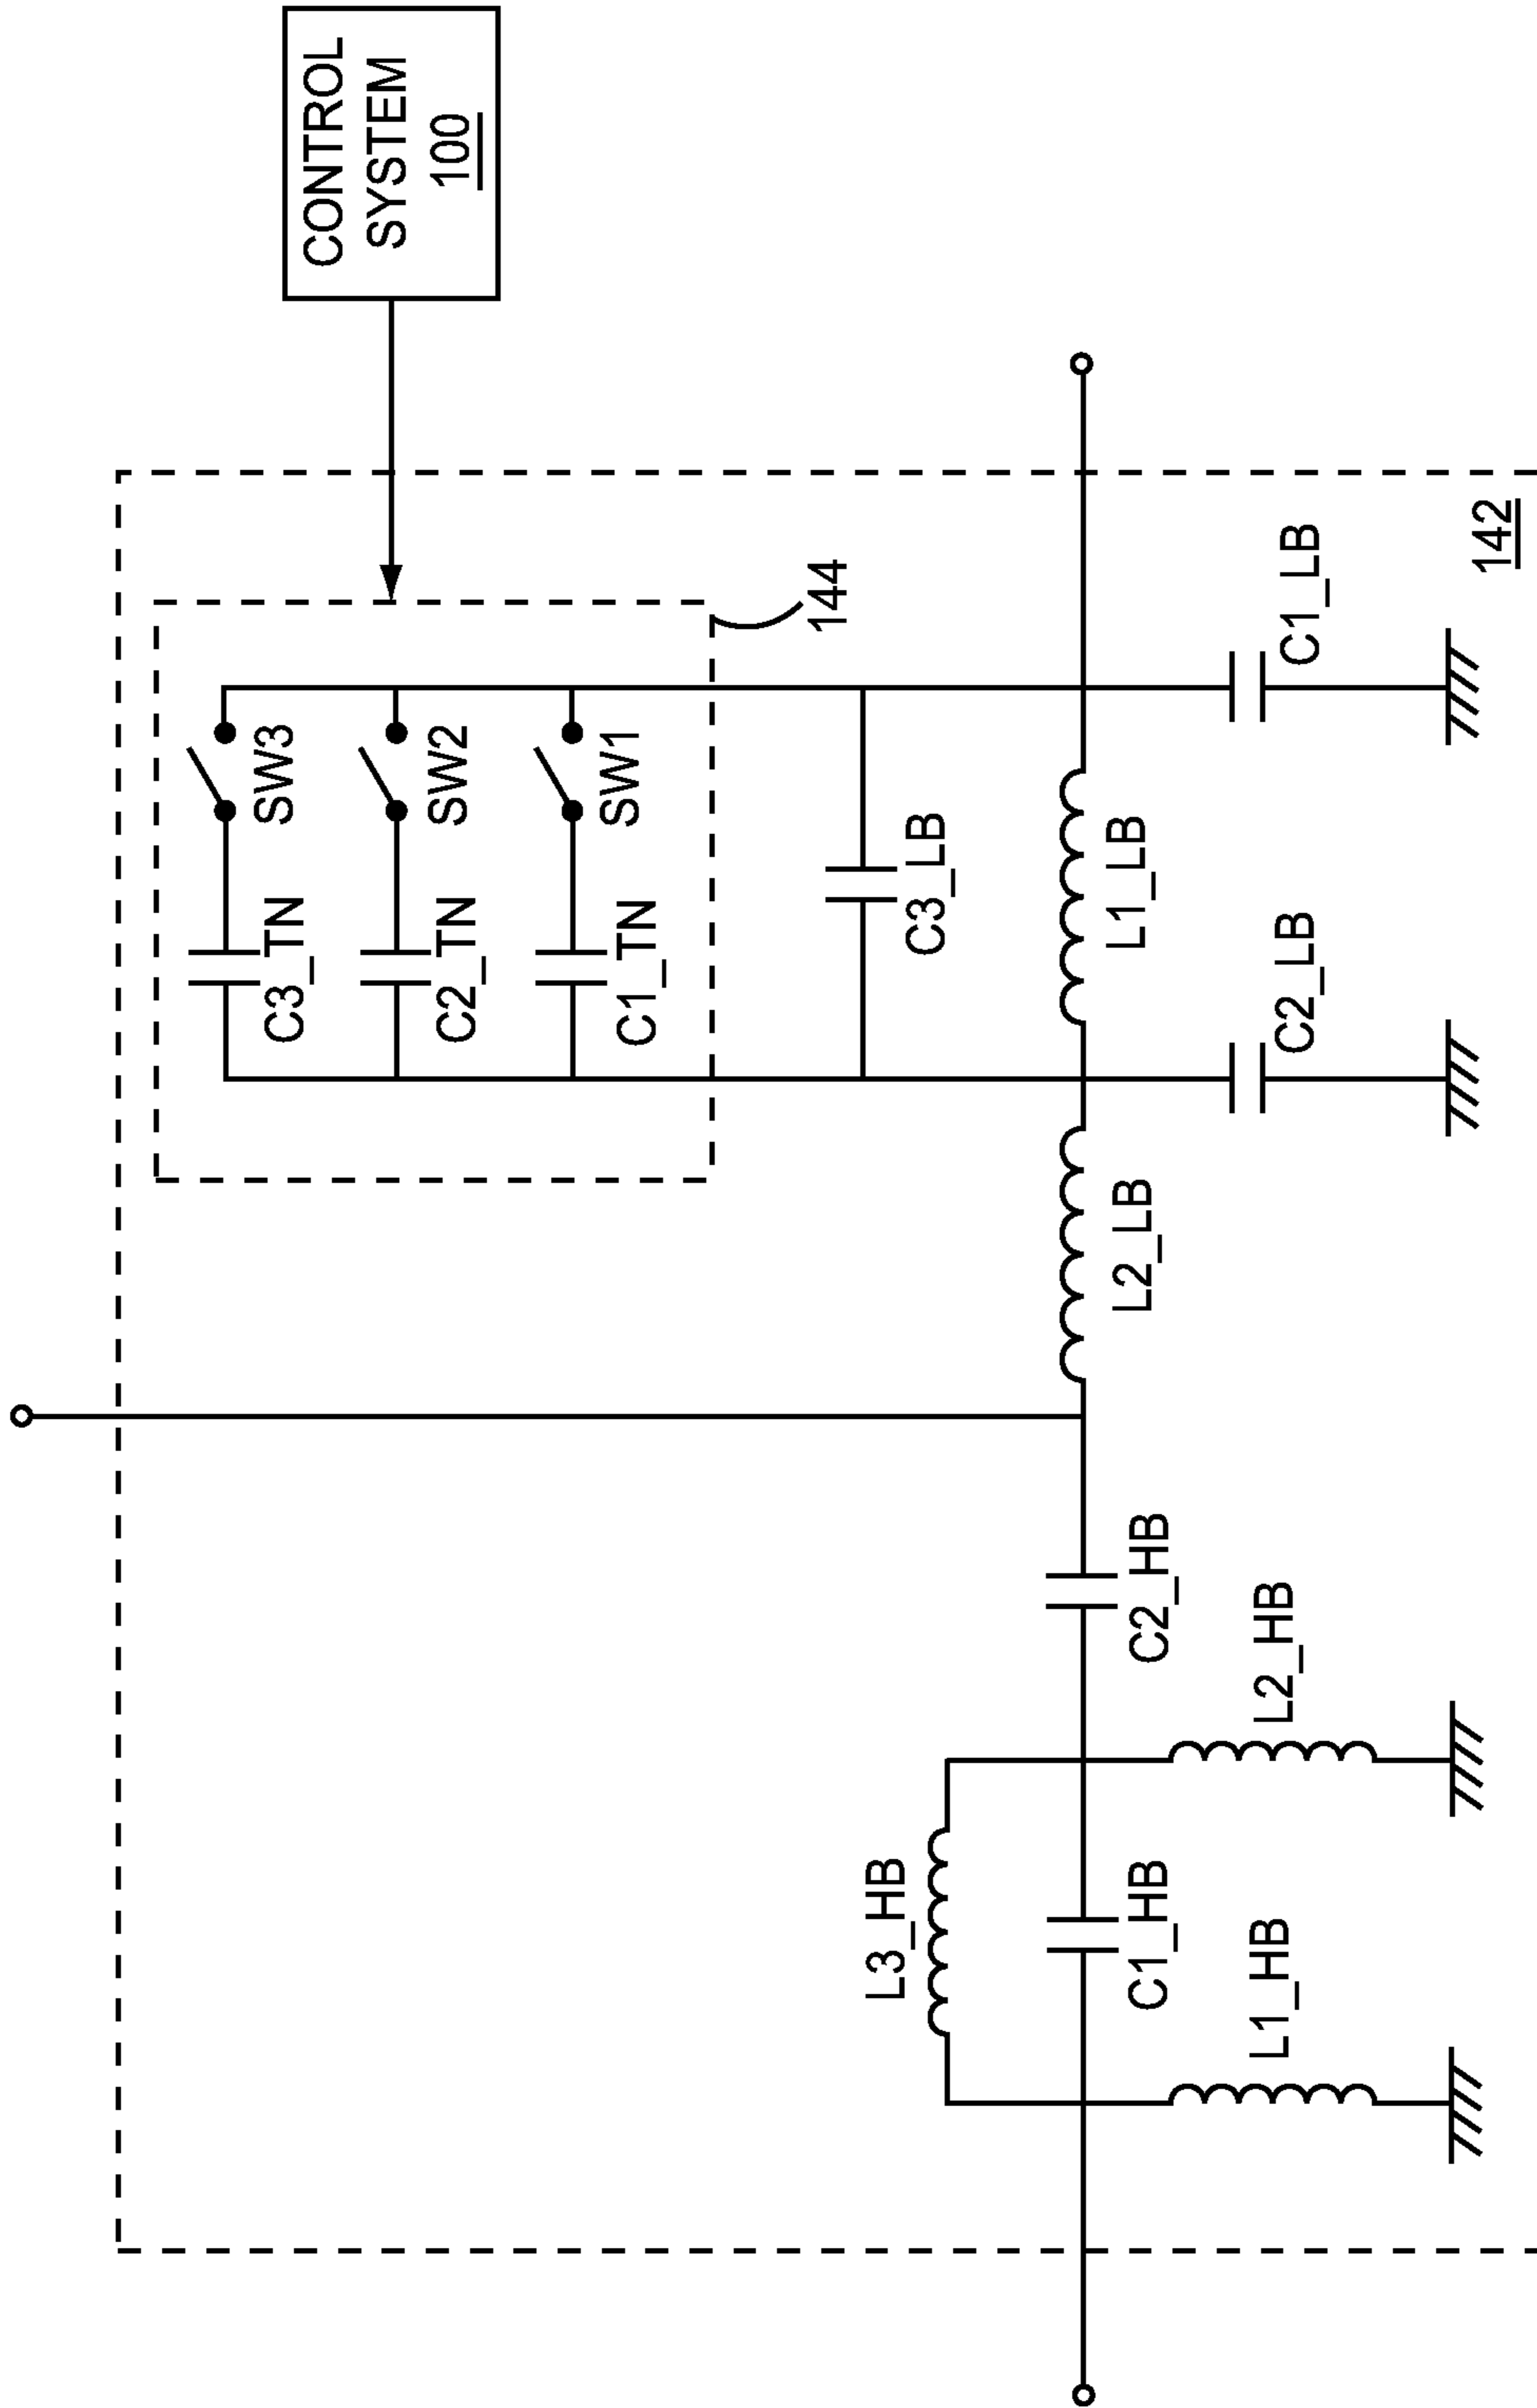 CONTROL
SYSTEM
100
SW3
C3_TN
SW2
C2_TN
SW1
C1_TN
144
C3_LB
L1_LB
C1_LB
142
C2_LB
L2_LB
C2_HB
L2_HB
L3_HB
C1_HB
L1_HB